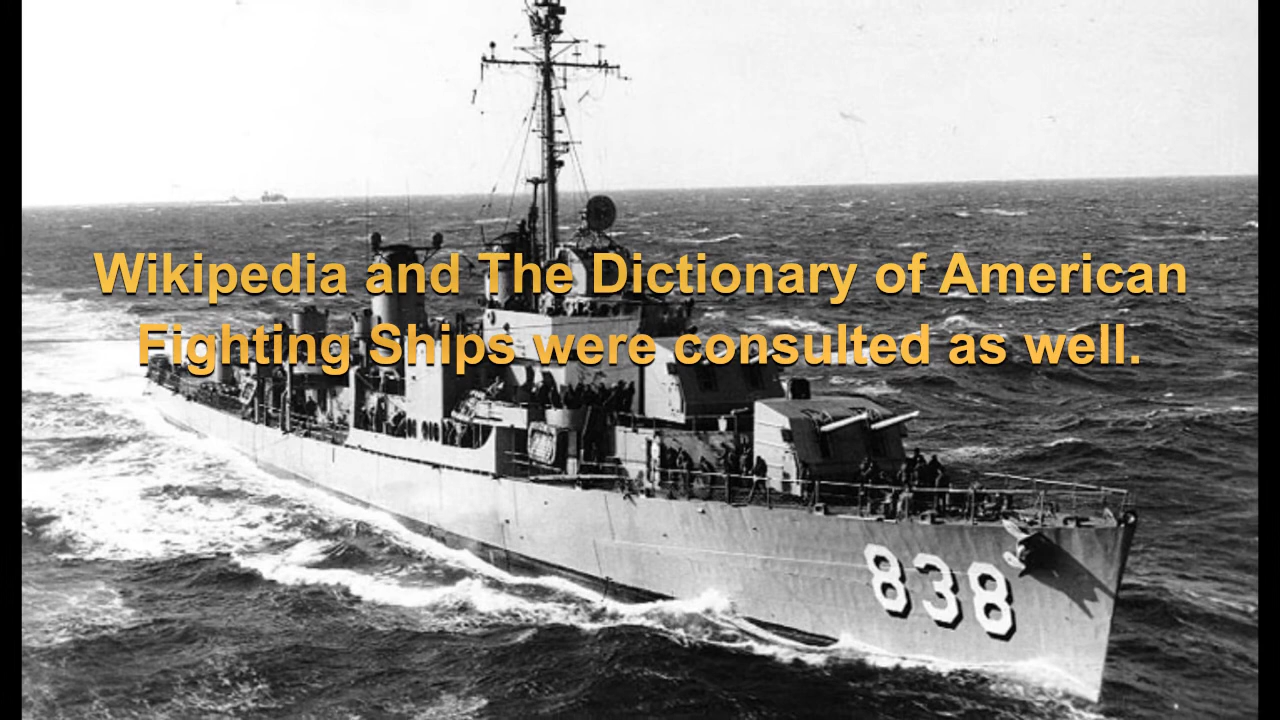 Wikipedia and The Dictionary of American
Fighting Ships were consulted as well.
838